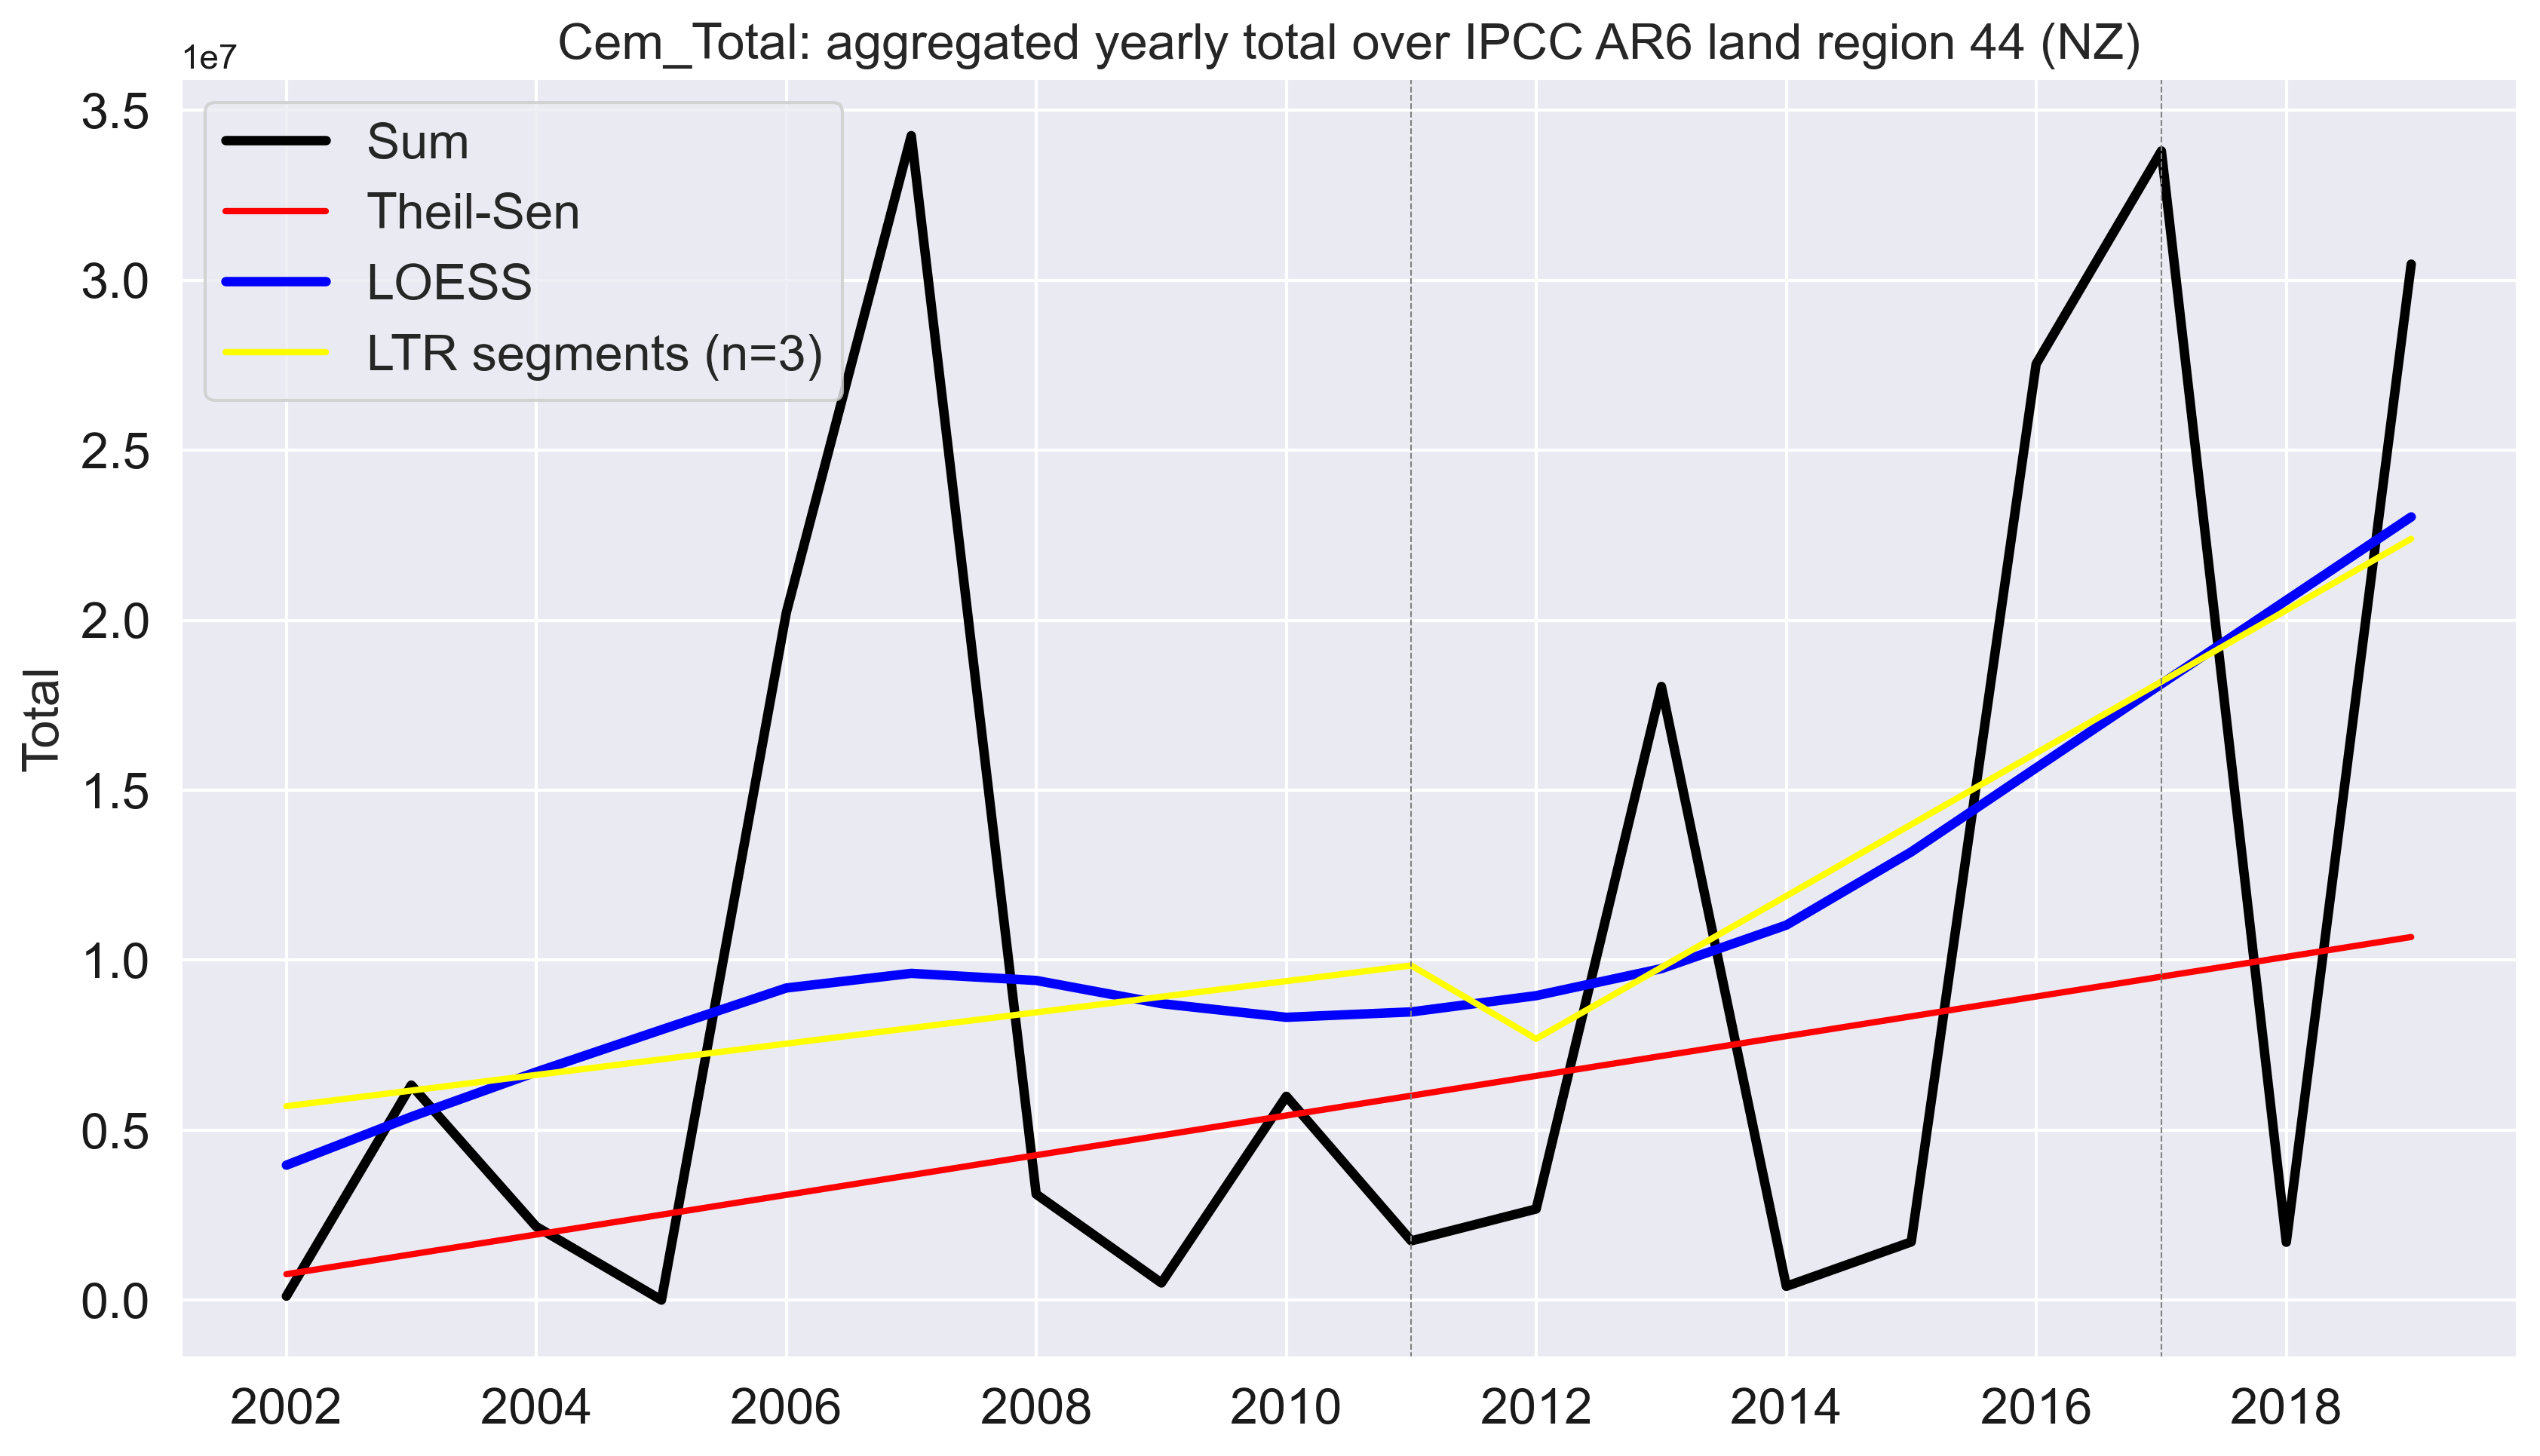 Cem_Total: aggregated yearly total over IPCC AR6 land region 44 (NZ)
1e7
3.5
3.0
2.5
2.0
1.5
1.0
0.5
0.0
Total
Sum
Theil-Sen
LOESS
LTR segments (n=3)
2002 2004 2006 2008 2010 2012 2014 2016 2018